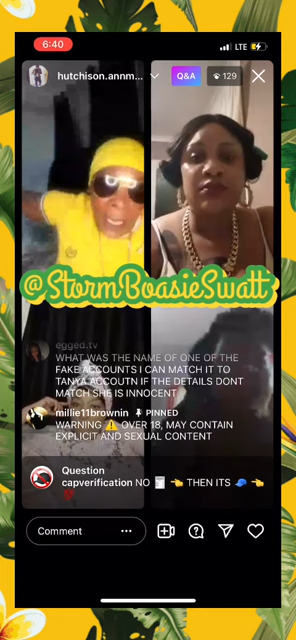 6:40
LTE
hutchison.annm...
Q&A
129
@StormBoasieSwatt
egged.tv
WHAT WAS THE NAME OF ONE OF THE
FAKE ACCOUNTS I CAN MATCH IT TO
TANYA ACCOUTN IF THE DETAILS DONT
MATCH SHE IS INNOCENT
millie11brownin PINNED
WARNING ⚠️ OVER 18, MAY CONTAIN
EXPLICIT AND SEXUAL CONTENT
Question
capverification NO 🧾 👈 THEN ITS 🧢 👈
Comment